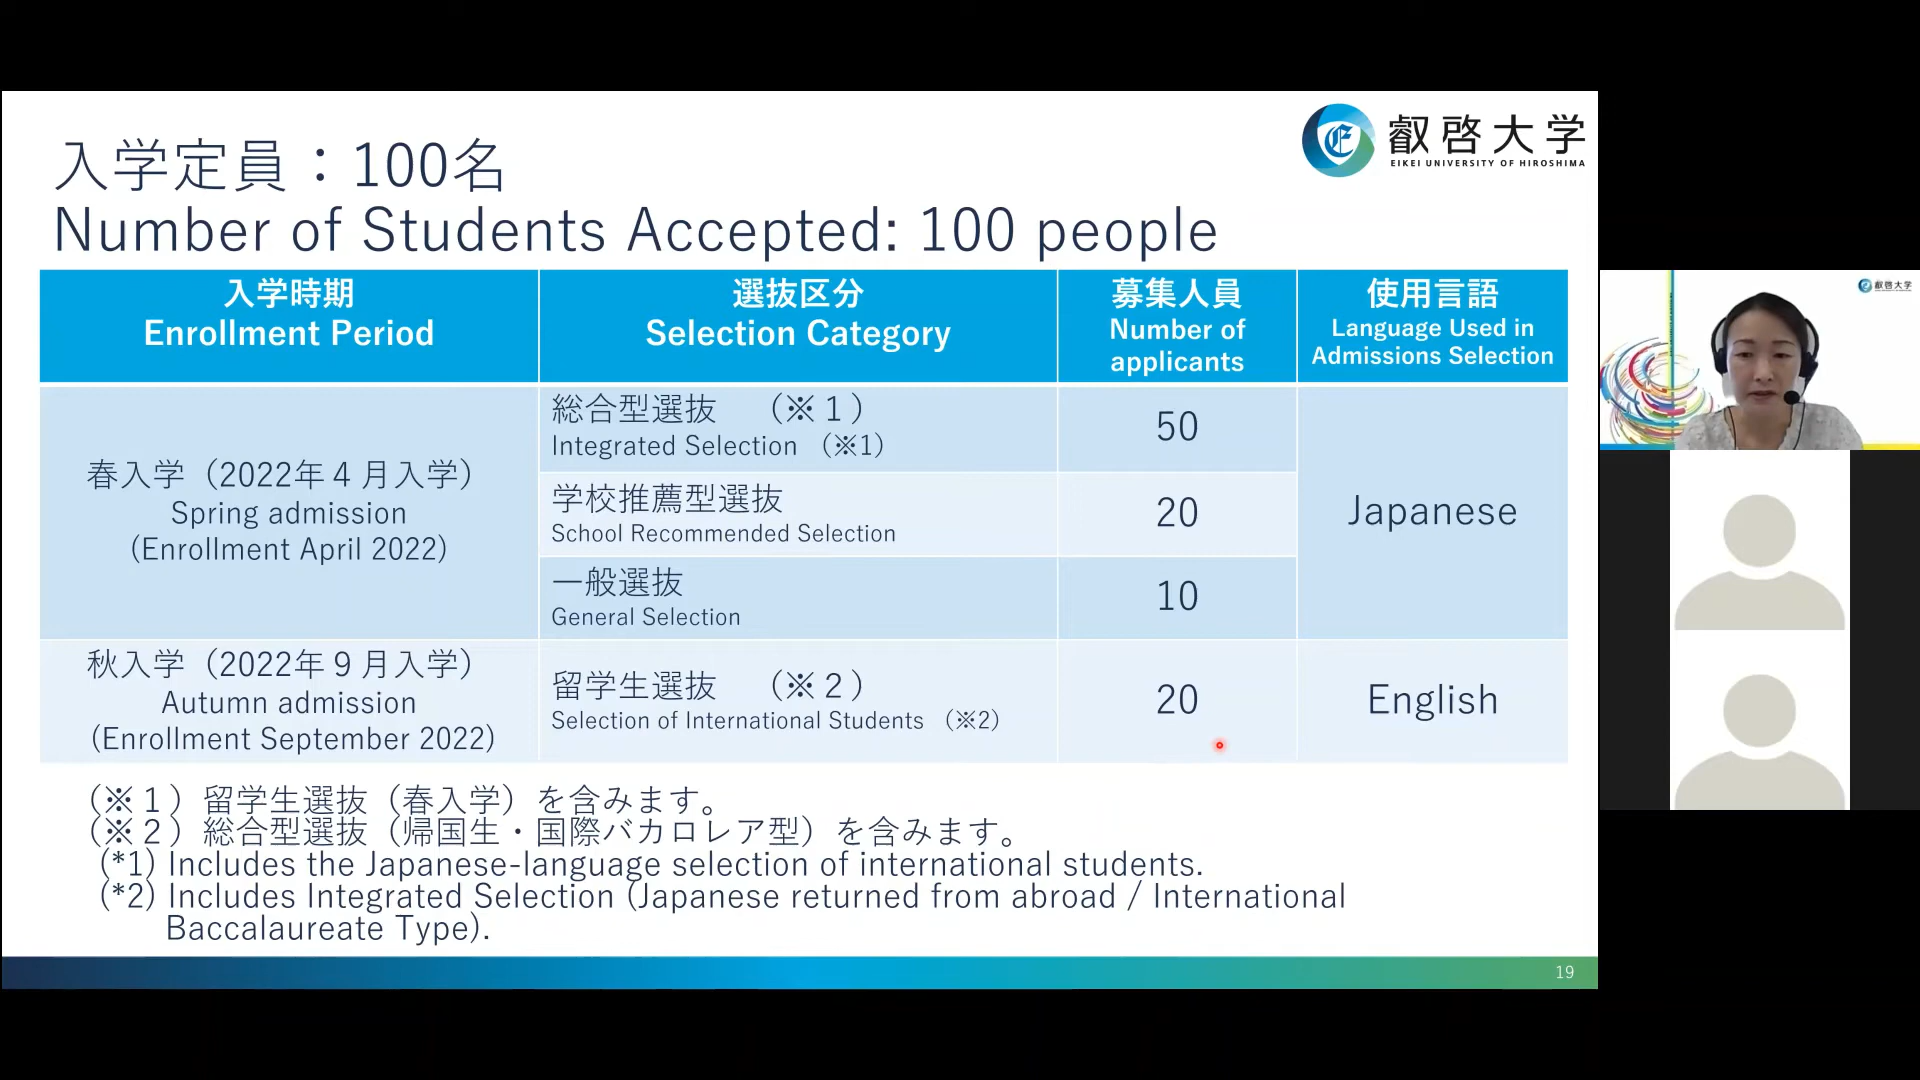 叡啓大学
EIKEI UNIVERSITY OF HIROSHIMA
入学定員：100名
Number of Students Accepted: 100 people
入学時期
Enrollment Period
選抜区分
Selection Category
募集人員
Number of
applicants
使用言語
Language Used in
Admissions Selection
春入学（2022年４月入学）
Spring admission
(Enrollment April 2022)
総合型選抜　（※１）
Integrated Selection （※1）
50
学校推薦型選抜
School Recommended Selection
20
一般選抜
General Selection
10
Japanese
秋入学（2022年９月入学）
Autumn admission
(Enrollment September 2022)
留学生選抜　（※２）
Selection of International Students （※2）
20
English
（※１）留学生選抜（春入学）を含みます。
（※２）総合型選抜（帰国生・国際バカロレア型）を含みます。
(*1) Includes the Japanese-language selection of international students.
(*2) Includes Integrated Selection (Japanese returned from abroad / International
Baccalaureate Type).
19
叡啓大学